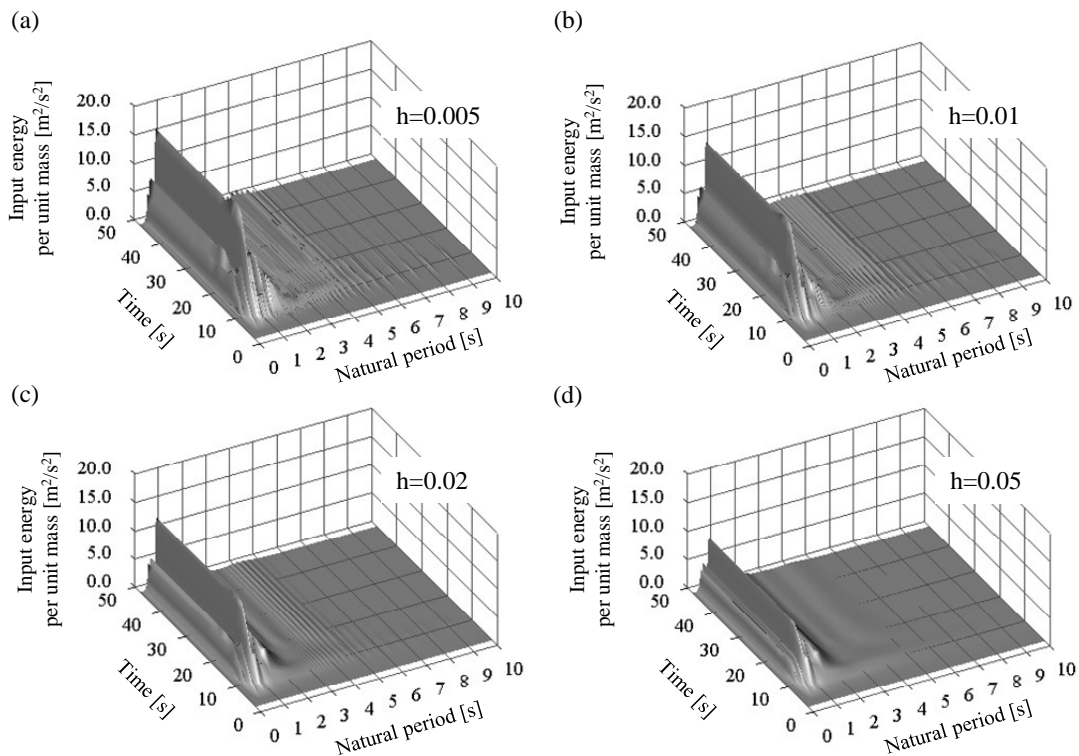 (a)
Input energy
per unit mass [m²/s²]
20.0
15.0
10.0
5.0
0.0
h=0.005
50
40
30
20
10
0
Time [s]
0 1 2 3 4 5 6 7 8 9 10
Natural period [s]
(b)
Input energy
per unit mass [m²/s²]
20.0
15.0
10.0
5.0
0.0
h=0.01
50
40
30
20
10
0
Time [s]
0 1 2 3 4 5 6 7 8 9 10
Natural period [s]
(c)
Input energy
per unit mass [m²/s²]
20.0
15.0
10.0
5.0
0.0
h=0.02
50
40
30
20
10
0
Time [s]
0 1 2 3 4 5 6 7 8 9 10
Natural period [s]
(d)
Input energy
per unit mass [m²/s²]
20.0
15.0
10.0
5.0
0.0
h=0.05
50
40
30
20
10
0
Time [s]
0 1 2 3 4 5 6 7 8 9 10
Natural period [s]